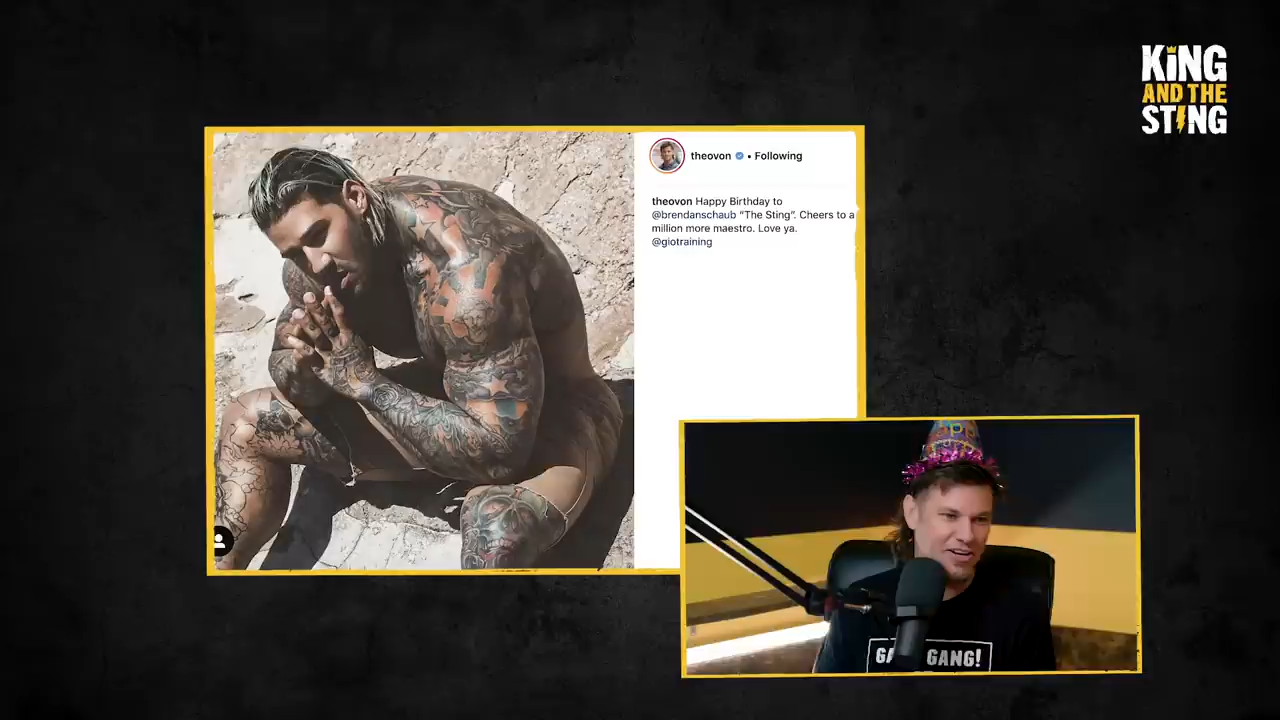 KING
AND THE
STING
theovon • Following
theovon Happy Birthday to
@brendanschaub “The Sting”. Cheers to a
million more maestro. Love ya.
@giotraining
GANG!